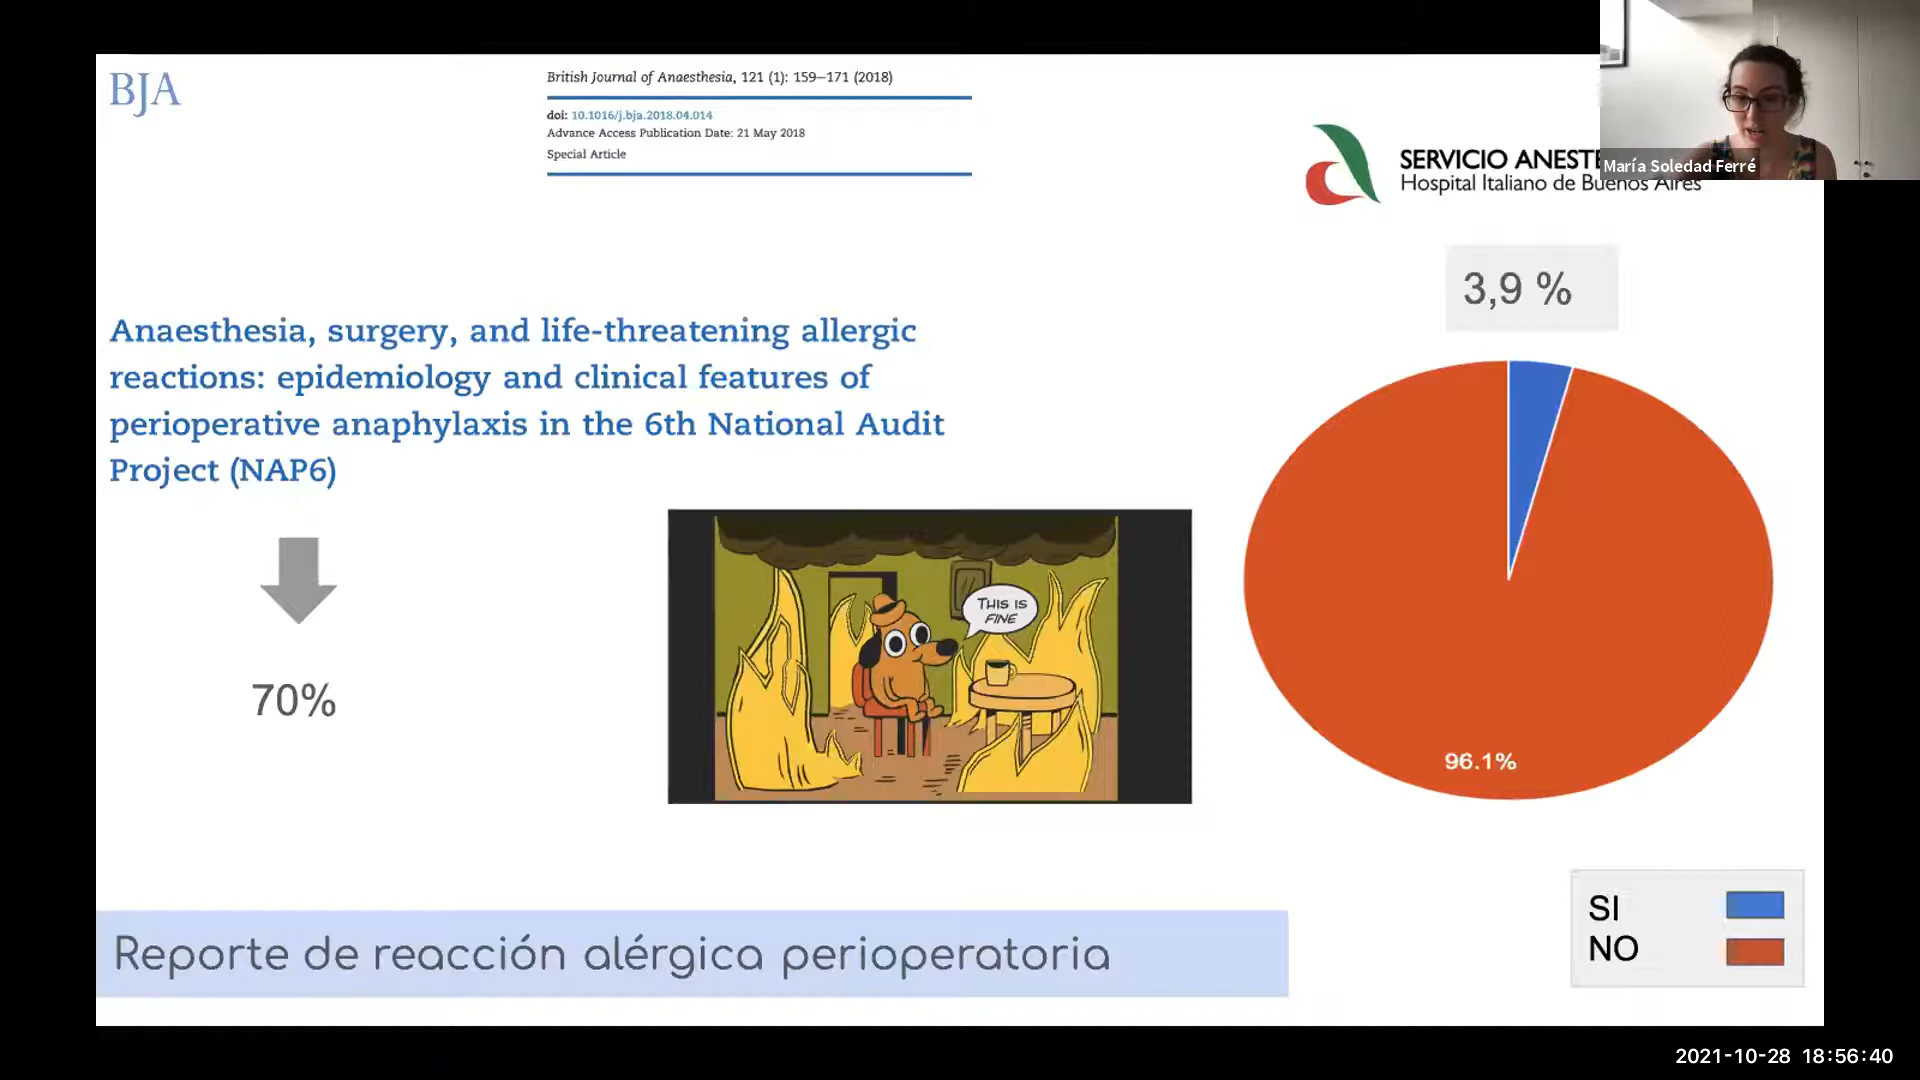 BJA
British Journal of Anaesthesia, 121 (1): 159–171 (2018)
doi: 10.1016/j.bja.2018.04.014
Advance Access Publication Date: 21 May 2018
Special Article
SERVICIO ANESTE
Hospital Italiano de Buenos Aires
María Soledad Ferré
3,9 %
Anaesthesia, surgery, and life-threatening allergic
reactions: epidemiology and clinical features of
perioperative anaphylaxis in the 6th National Audit
Project (NAP6)
70%
THIS IS
FINE
96.1%
SI
NO
Reporte de reacción alérgica perioperatoria
2021-10-28 18:56:40